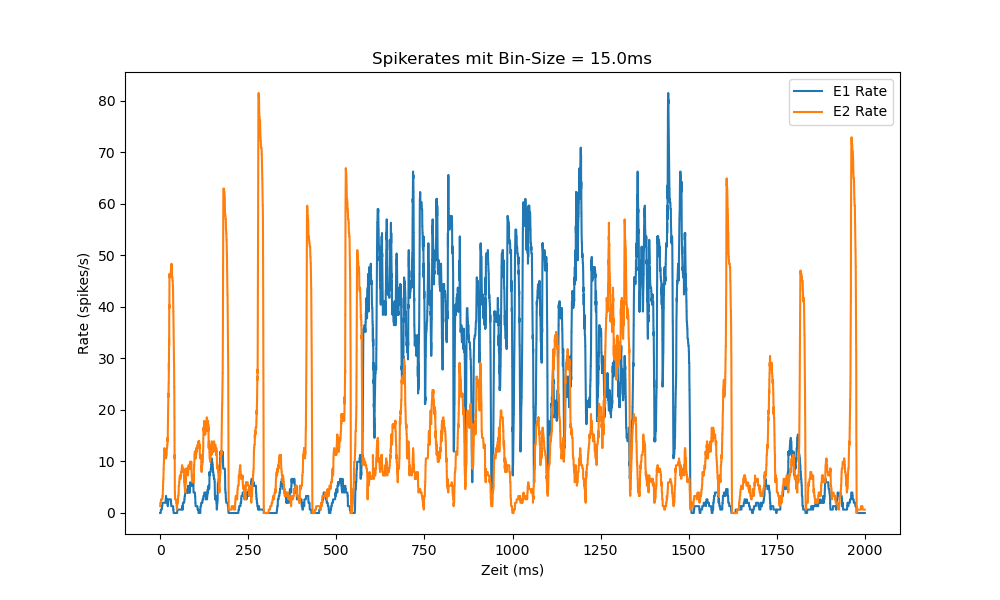 Spikerates mit Bin-Size = 15.0ms
E1 Rate
E2 Rate
80
70
60
50
40
30
20
10
0
Rate (spikes/s)
0 250 500 750 1000 1250 1500 1750 2000
Zeit (ms)